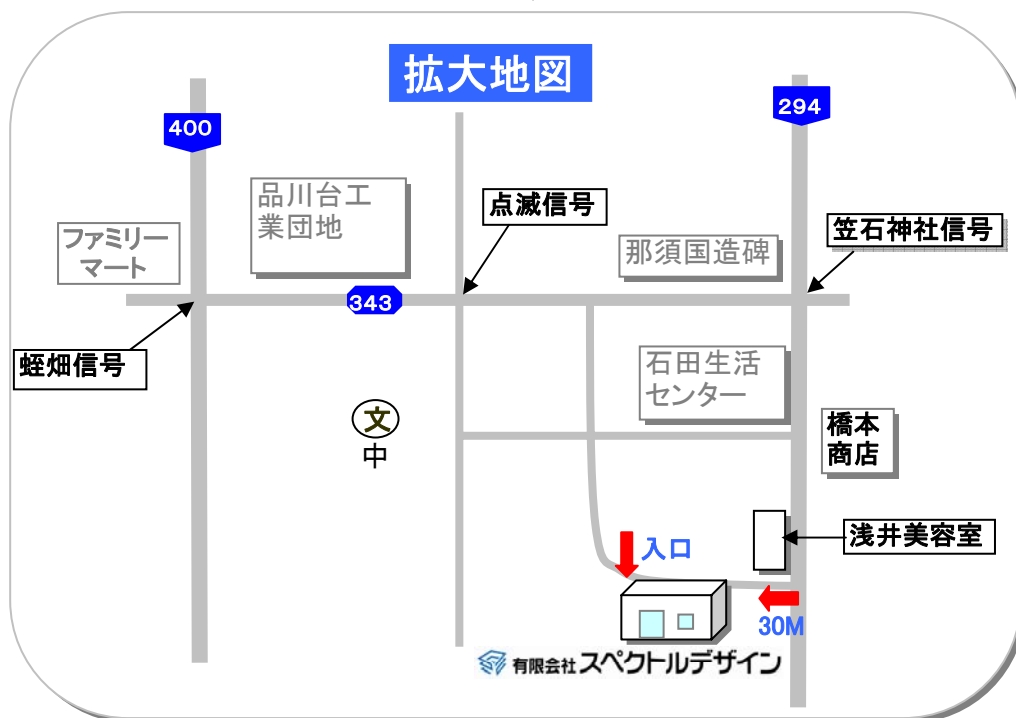 拡大地図
400
294
品川台工
業団地
点滅信号
笠石神社信号
ファミリー
マート
那須国造碑
343
蛭畑信号
石田生活
センター
文
中
橋本
商店
浅井美容室
入口
30M
有限会社スペクトルデザイン